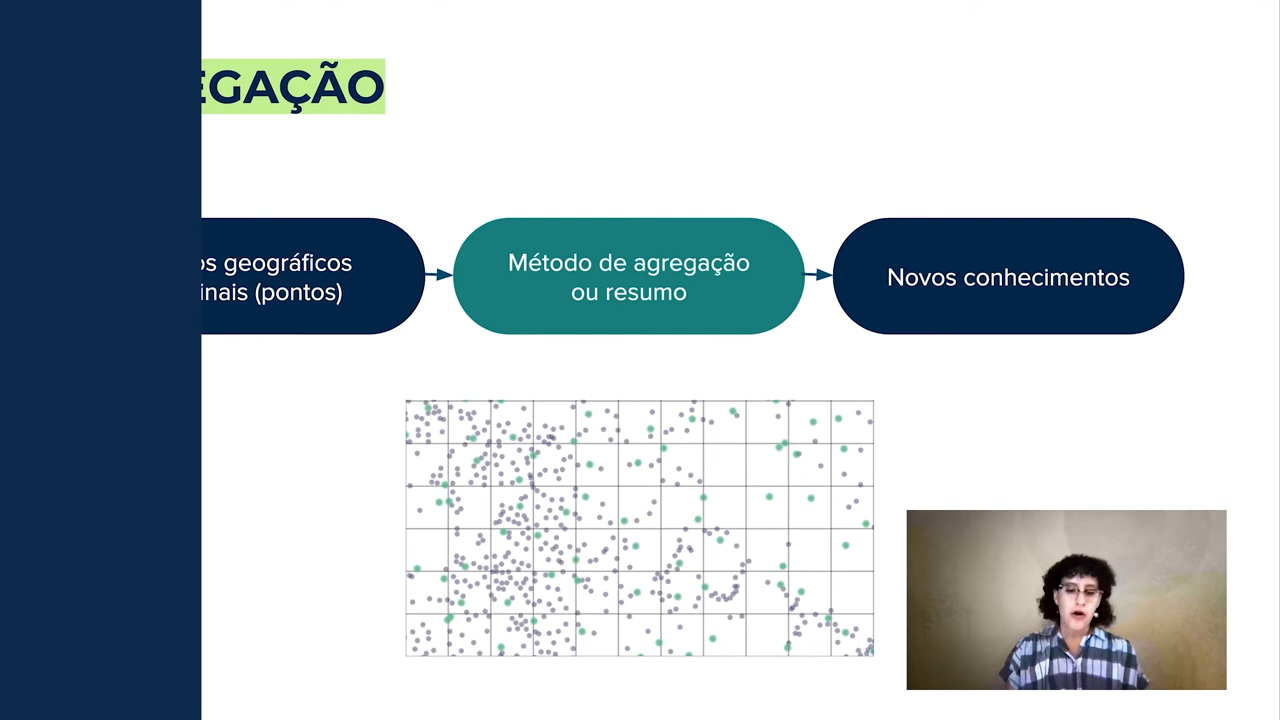 EGAÇÃO
os geográficos
inais (pontos)
Método de agregação
ou resumo
Novos conhecimentos